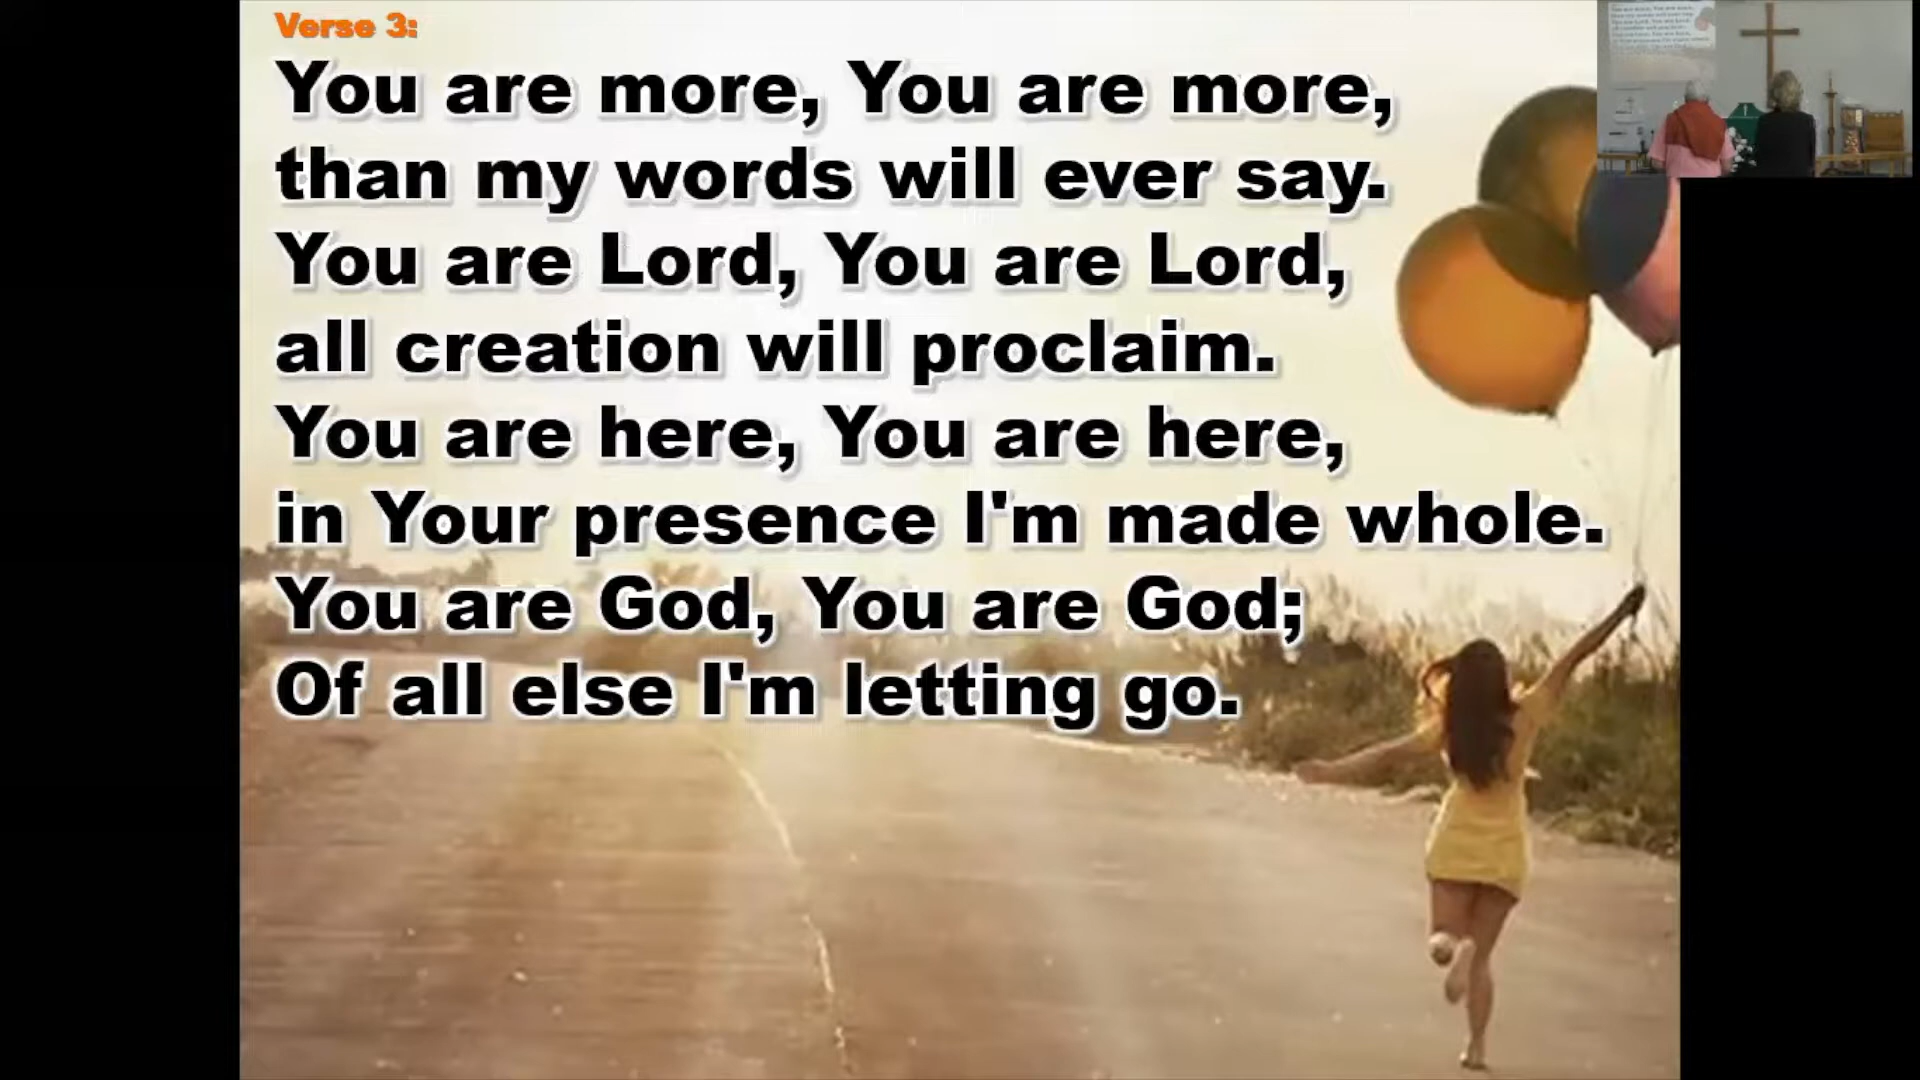 Verse 3:
You are more, You are more,
than my words will ever say.
You are Lord, You are Lord,
all creation will proclaim.
You are here, You are here,
in Your presence I'm made whole.
You are God, You are God;
Of all else I'm letting go.